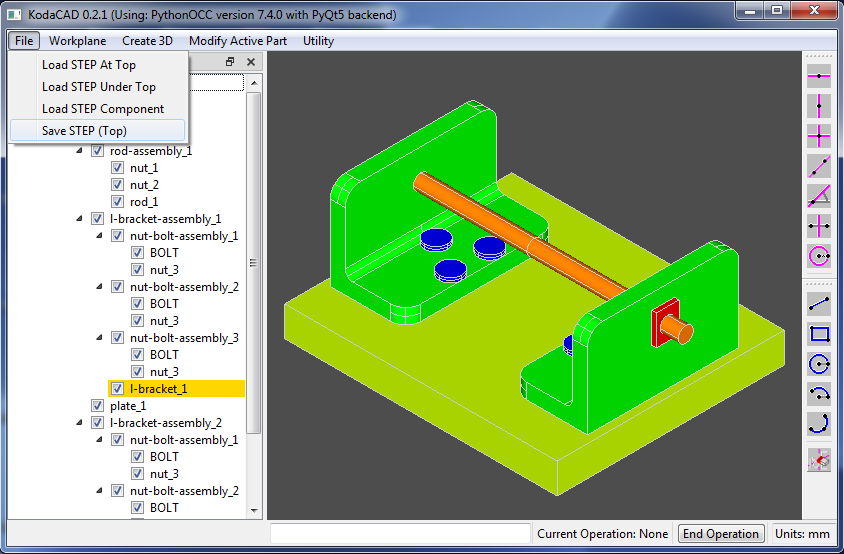 KodaCAD 0.2.1 (Using: PythonOCC version 7.4.0 with PyQt5 backend)
File Workplane Create 3D Modify Active Part Utility
Load STEP At Top
Load STEP Under Top
Load STEP Component
Save STEP (Top)
rod-assembly_1
nut_1
nut_2
rod_1
l-bracket-assembly_1
nut-bolt-assembly_1
BOLT
nut_3
nut-bolt-assembly_2
BOLT
nut_3
nut-bolt-assembly_3
BOLT
nut_3
l-bracket_1
plate_1
l-bracket-assembly_2
nut-bolt-assembly_1
BOLT
nut_3
nut-bolt-assembly_2
BOLT
Current Operation: None End Operation Units: mm